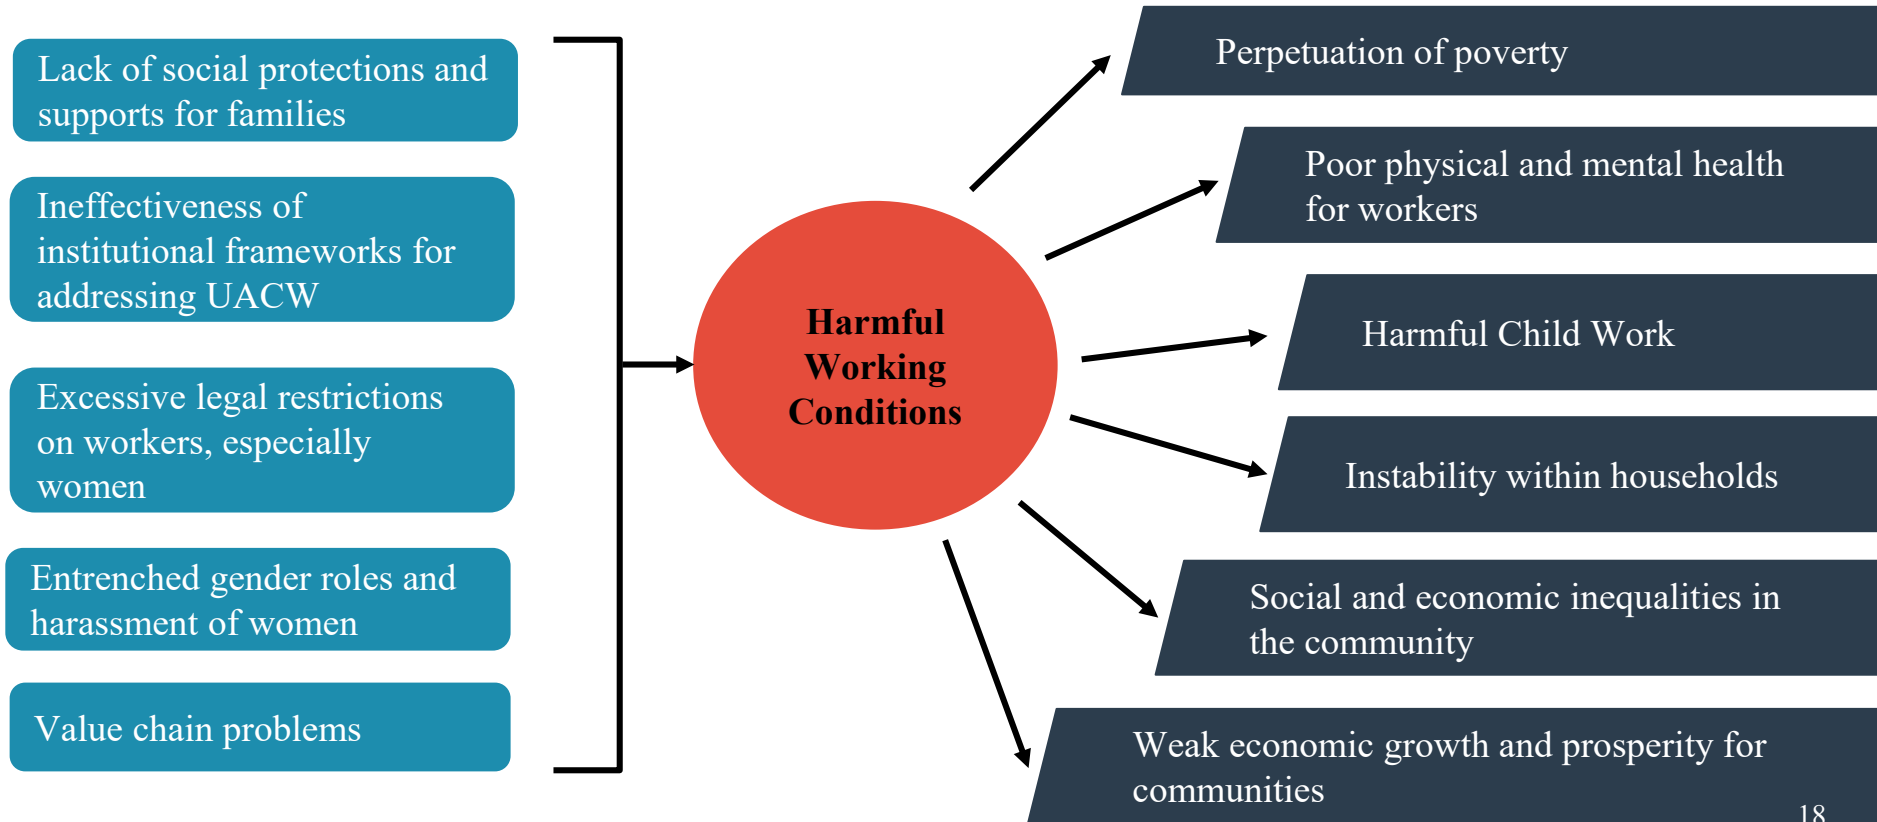 Lack of social protections and
supports for families
Ineffectiveness of
institutional frameworks for
addressing UACW
Excessive legal restrictions
on workers, especially
women
Entrenched gender roles and
harassment of women
Value chain problems
Harmful
Working
Conditions
Perpetuation of poverty
Poor physical and mental health
for workers
Harmful Child Work
Instability within households
Social and economic inequalities in
the community
Weak economic growth and prosperity for
communities
18